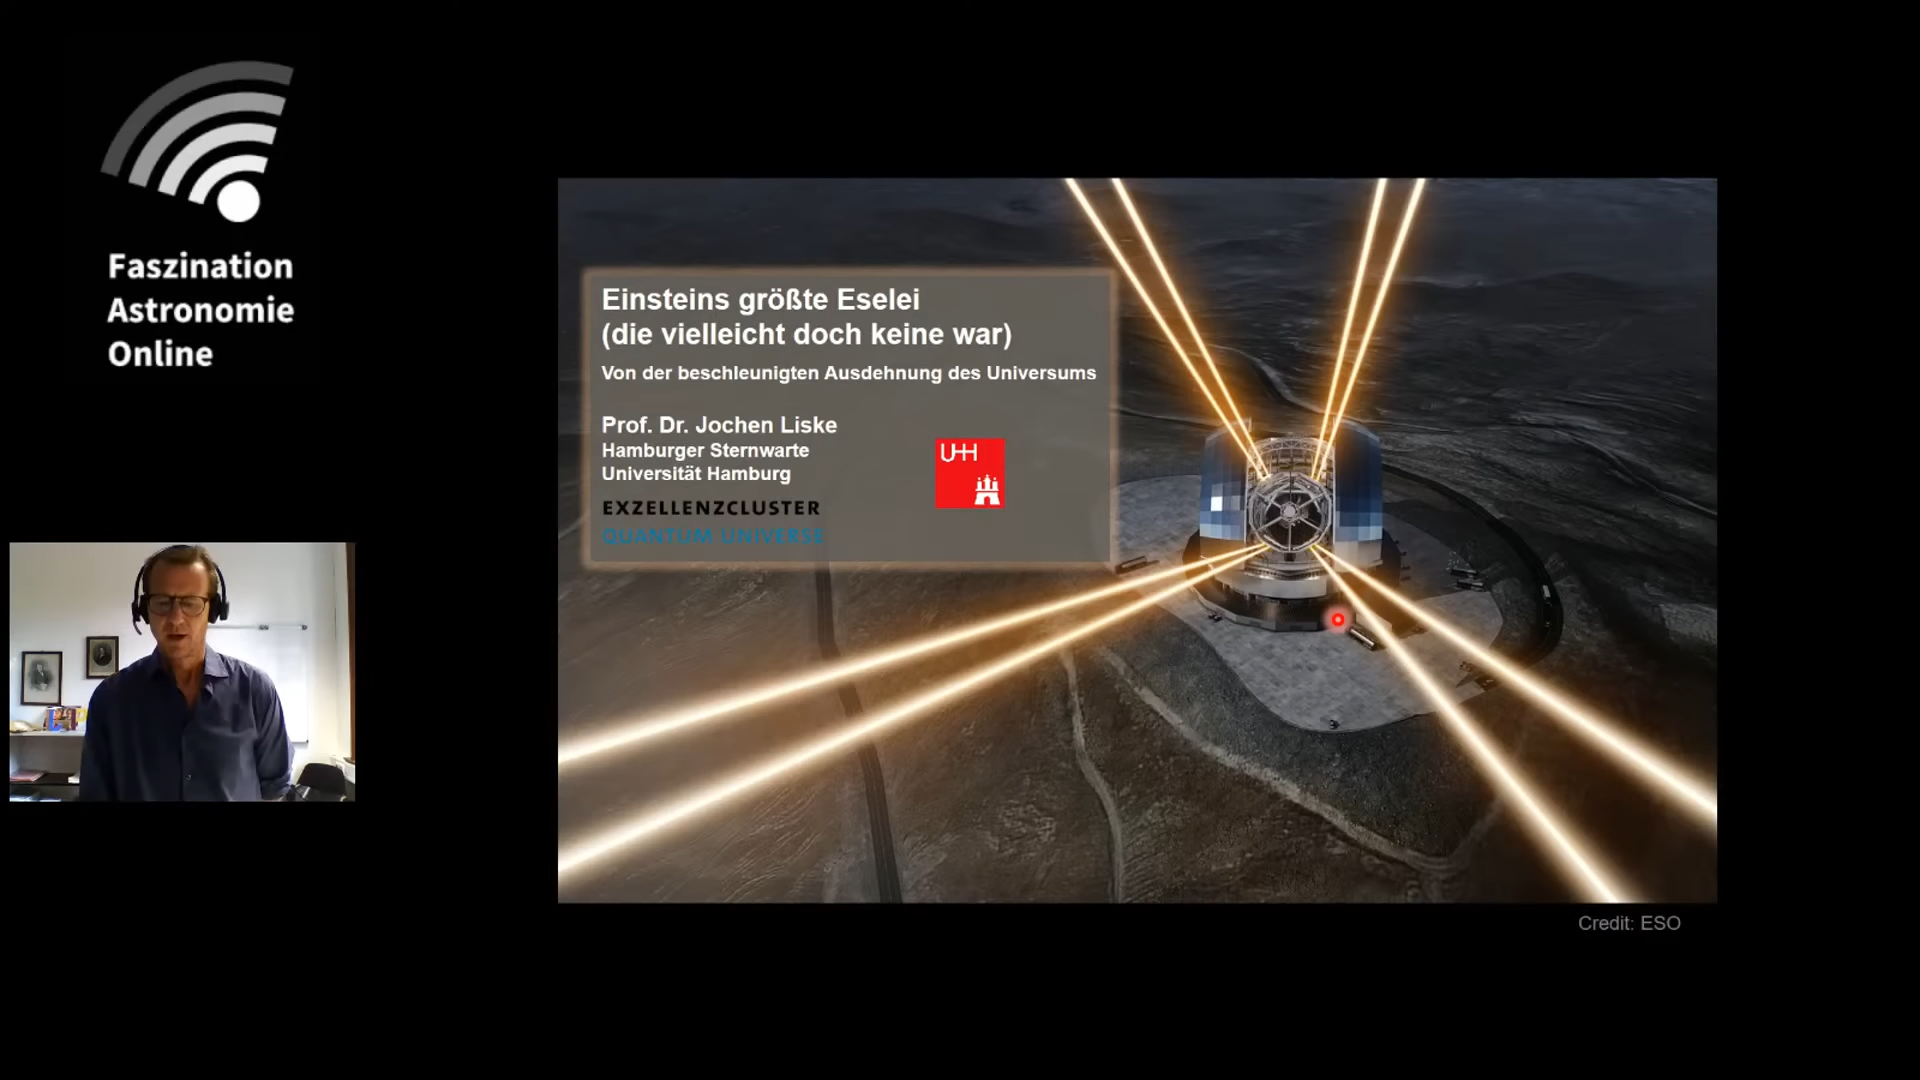 Faszination
Astronomie
Online
Einsteins größte Eselei
(die vielleicht doch keine war)
Von der beschleunigten Ausdehnung des Universums
Prof. Dr. Jochen Liske
Hamburger Sternwarte
Universität Hamburg
UHH
EXZELLENZCLUSTER
QUANTUM UNIVERSE
Credit: ESO